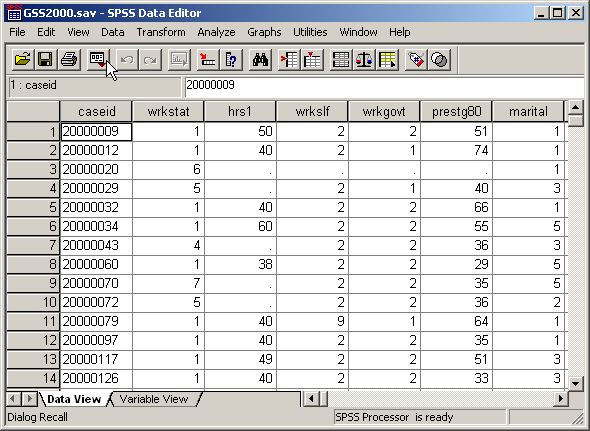 GSS2000.sav - SPSS Data Editor
File Edit View Data Transform Analyze Graphs Utilities Window Help
1 : caseid 20000009
caseid wrkstat hrs1 wrkslf wrkgovt prestg80 marital
1 20000009 1 50 2 2 51 1
2 20000012 1 40 2 1 74 1
3 20000020 6 . . . . 1
4 20000029 5 . 2 1 40 3
5 20000032 1 40 2 2 66 1
6 20000034 1 60 2 2 55 5
7 20000043 4 . 2 2 36 3
8 20000060 1 38 2 2 29 5
9 20000070 7 . 2 2 35 5
10 20000072 5 . 2 2 36 2
11 20000079 1 40 9 1 64 1
12 20000097 1 40 2 2 35 1
13 20000117 1 49 2 2 51 3
14 20000126 1 40 2 2 33 3
Data View Variable View
Dialog Recall SPSS Processor is ready